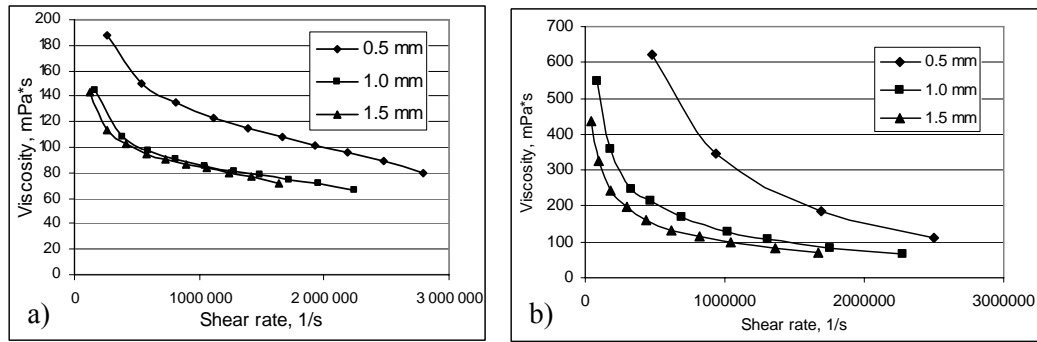 200
180
160
140
120
100
80
60
40
20
0
Viscosity, mPa*s
0.5 mm
1.0 mm
1.5 mm
0
1000 000
2 000 000
3 000 000
Shear rate, 1/s
a)
700
600
500
400
300
200
100
0
Viscosity, mPa*s
0.5 mm
1.0 mm
1.5 mm
0
1000000
2000000
3000000
Shear rate, 1/s
b)